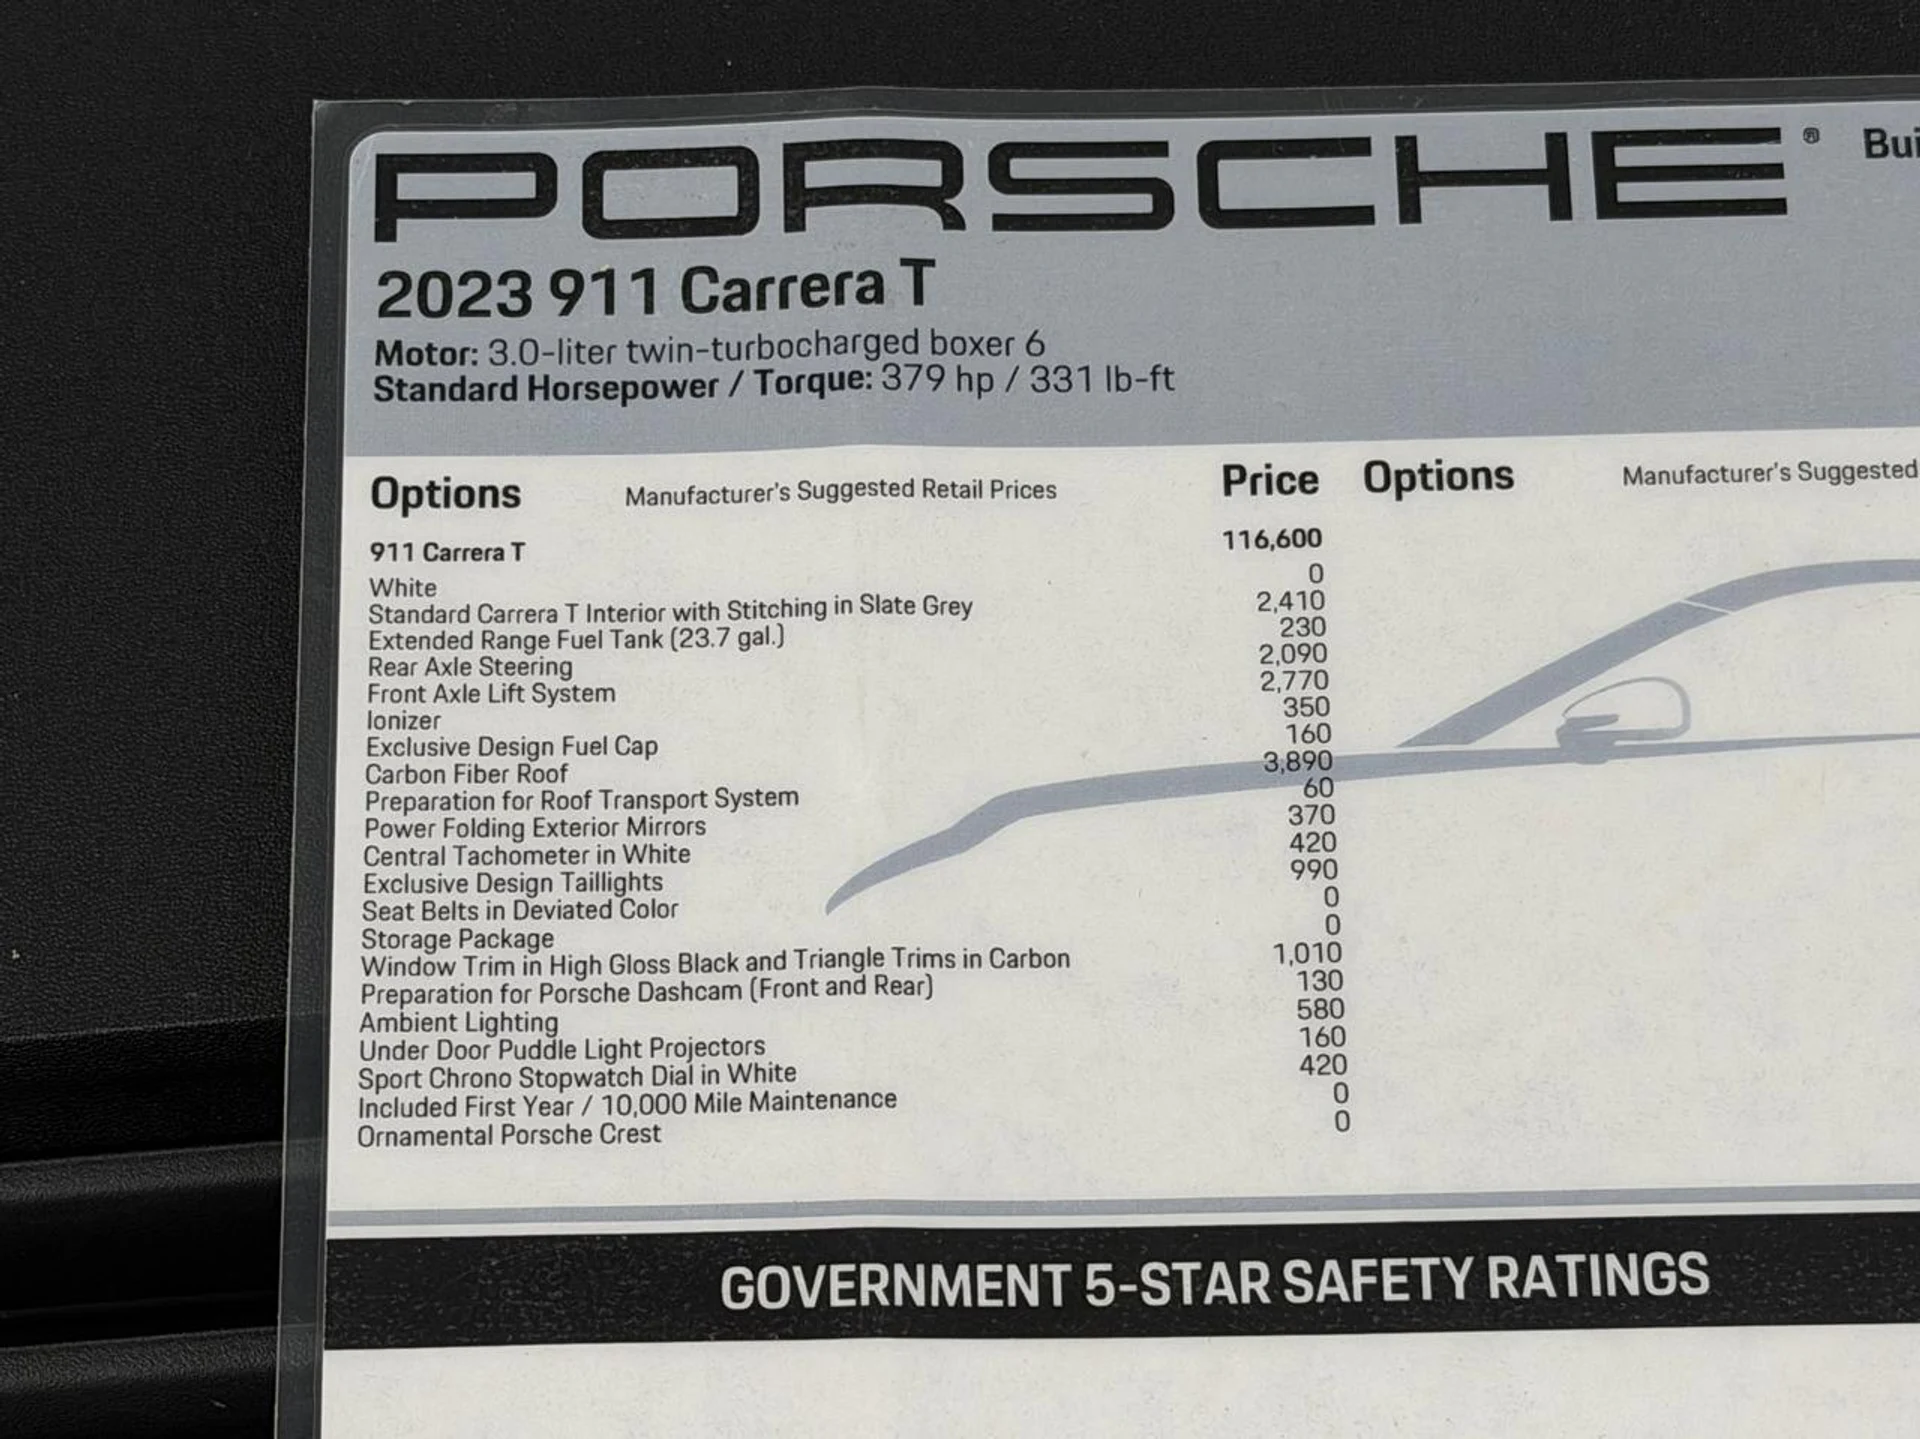 PORSCHE® Bui
2023 911 Carrera T
Motor: 3.0-liter twin-turbocharged boxer 6
Standard Horsepower / Torque: 379 hp / 331 lb-ft
Options Manufacturer's Suggested Retail Prices Price Options Manufacturer's Suggested
911 Carrera T 116,600
White 0
Standard Carrera T Interior with Stitching in Slate Grey 2,410
Extended Range Fuel Tank (23.7 gal.) 230
Rear Axle Steering 2,090
Front Axle Lift System 2,770
Ionizer 350
Exclusive Design Fuel Cap 160
Carbon Fiber Roof 3,890
Preparation for Roof Transport System 60
Power Folding Exterior Mirrors 370
Central Tachometer in White 420
Exclusive Design Taillights 990
Seat Belts in Deviated Color 0
Storage Package 0
Window Trim in High Gloss Black and Triangle Trims in Carbon 1,010
Preparation for Porsche Dashcam (Front and Rear) 130
Ambient Lighting 580
Under Door Puddle Light Projectors 160
Sport Chrono Stopwatch Dial in White 420
Included First Year / 10,000 Mile Maintenance 0
Ornamental Porsche Crest 0
GOVERNMENT 5-STAR SAFETY RATINGS